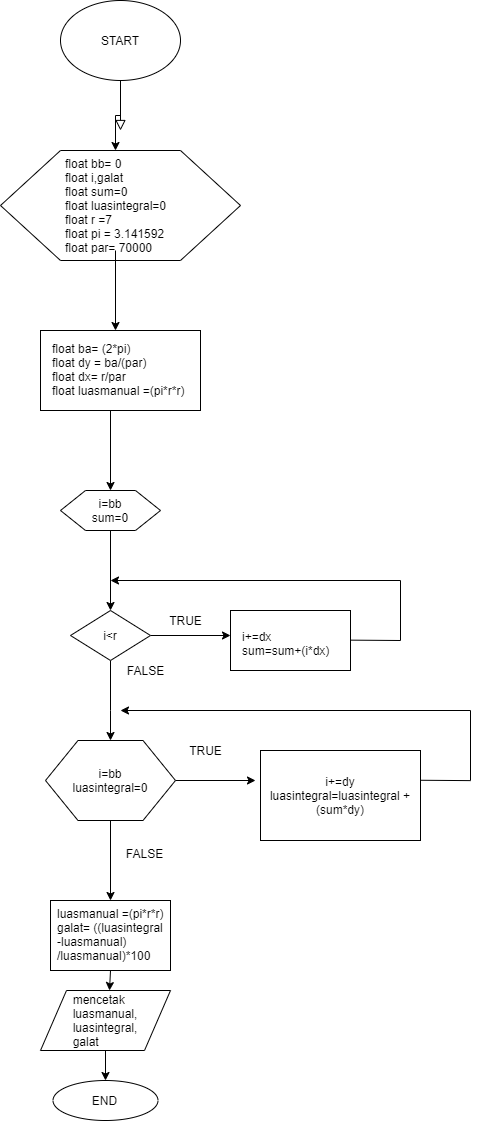 START
float bb= 0
float i,galat
float sum=0
float luasintegral=0
float r =7
float pi = 3.141592
float par= 70000
float ba= (2*pi)
float dy = ba/(par)
float dx= r/par
float luasmanual =(pi*r*r)
i=bb
sum=0
i<r
TRUE
i+=dx
sum=sum+(i*dx)
FALSE
i=bb
luasintegral=0
TRUE
i+=dy
luasintegral=luasintegral +
(sum*dy)
FALSE
luasmanual =(pi*r*r)
galat= ((luasintegral
-luasmanual)
/luasmanual)*100
mencetak
luasmanual,
luasintegral,
galat
END